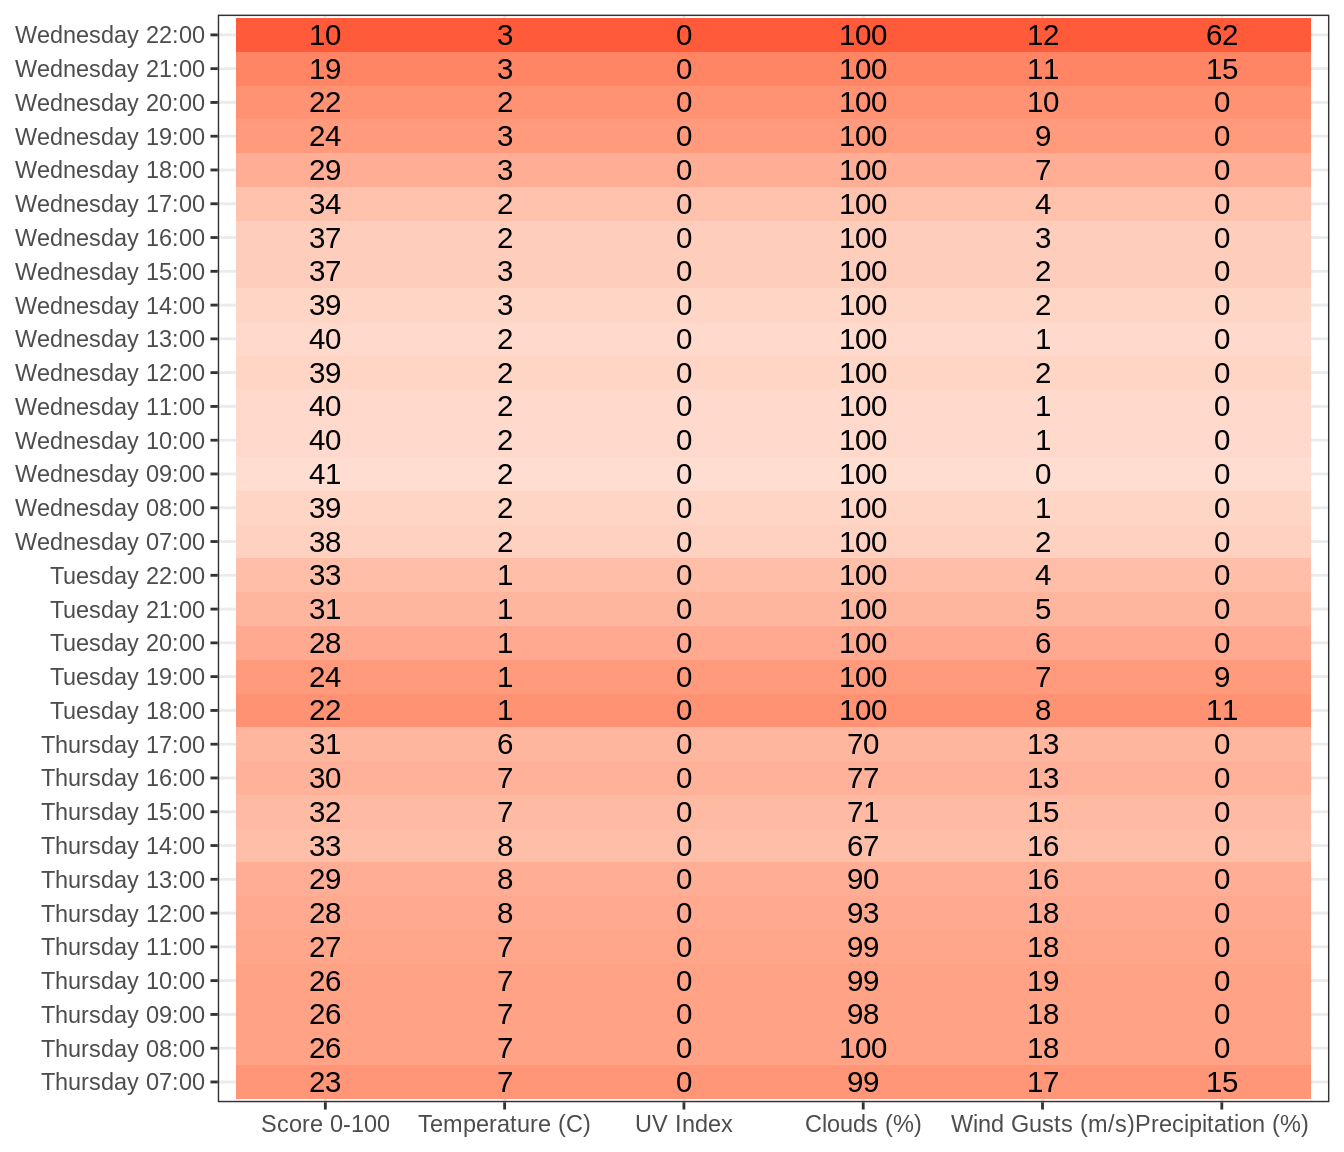 Wednesday 22:00 10 3 0 100 12 62
Wednesday 21:00 19 3 0 100 11 15
Wednesday 20:00 22 2 0 100 10 0
Wednesday 19:00 24 3 0 100 9 0
Wednesday 18:00 29 3 0 100 7 0
Wednesday 17:00 34 2 0 100 4 0
Wednesday 16:00 37 2 0 100 3 0
Wednesday 15:00 37 3 0 100 2 0
Wednesday 14:00 39 3 0 100 2 0
Wednesday 13:00 40 2 0 100 1 0
Wednesday 12:00 39 2 0 100 2 0
Wednesday 11:00 40 2 0 100 1 0
Wednesday 10:00 40 2 0 100 1 0
Wednesday 09:00 41 2 0 100 0 0
Wednesday 08:00 39 2 0 100 1 0
Wednesday 07:00 38 2 0 100 2 0
Tuesday 22:00 33 1 0 100 4 0
Tuesday 21:00 31 1 0 100 5 0
Tuesday 20:00 28 1 0 100 6 0
Tuesday 19:00 24 1 0 100 7 9
Tuesday 18:00 22 1 0 100 8 11
Thursday 17:00 31 6 0 70 13 0
Thursday 16:00 30 7 0 77 13 0
Thursday 15:00 32 7 0 71 15 0
Thursday 14:00 33 8 0 67 16 0
Thursday 13:00 29 8 0 90 16 0
Thursday 12:00 28 8 0 93 18 0
Thursday 11:00 27 7 0 99 18 0
Thursday 10:00 26 7 0 99 19 0
Thursday 09:00 26 7 0 98 18 0
Thursday 08:00 26 7 0 100 18 0
Thursday 07:00 23 7 0 99 17 15
Score 0-100 Temperature (C) UV Index Clouds (%) Wind Gusts (m/s) Precipitation (%)